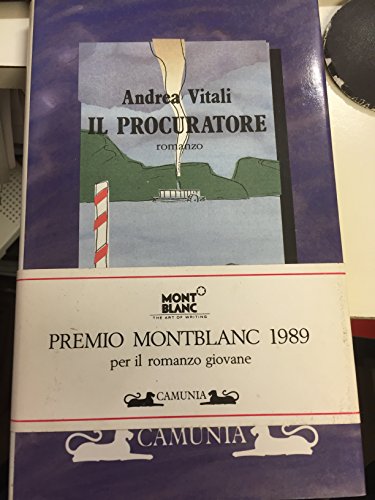 Andrea Vitali
IL PROCURATORE
romanzo
MONT
BLANC
THE ART OF WRITING
PREMIO MONTBLANC 1989
per il romanzo giovane
CAMUNIA
CAMUNIA